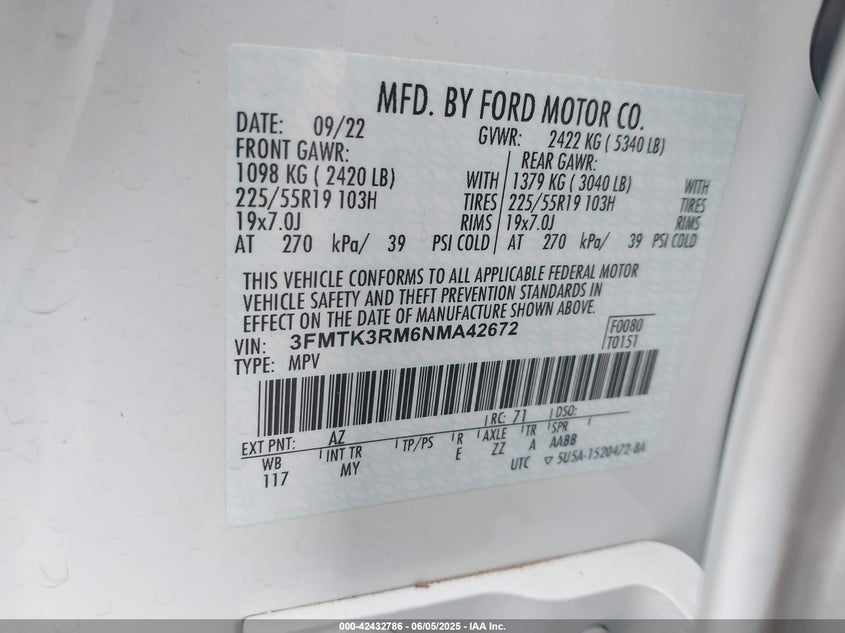 MFD. BY FORD MOTOR CO.
DATE: 09/22 GVWR: 2422 KG ( 5340 LB)
FRONT GAWR: REAR GAWR:
1098 KG ( 2420 LB) WITH 1379 KG ( 3040 LB) WITH
225/55R19 103H TIRES 225/55R19 103H TIRES
19x7.0J RIMS 19x7.0J RIMS
AT 270 kPa/ 39 PSI COLD AT 270 kPa/ 39 PSI COLD
THIS VEHICLE CONFORMS TO ALL APPLICABLE FEDERAL MOTOR
VEHICLE SAFETY AND THEFT PREVENTION STANDARDS IN
EFFECT ON THE DATE OF MANUFACTURE SHOWN ABOVE.
VIN: 3FMTK3RM6NMA42672 F0080
TYPE: MPV T0151
EXT PNT: AZ RC: 71 DSO:
WB INT TR TP/PS R AXLE TR SPR
117 MY E ZZ A AABB
UTC 5U5A-1520472-BA
000-42432786 - 06/05/2025 - IAA Inc.